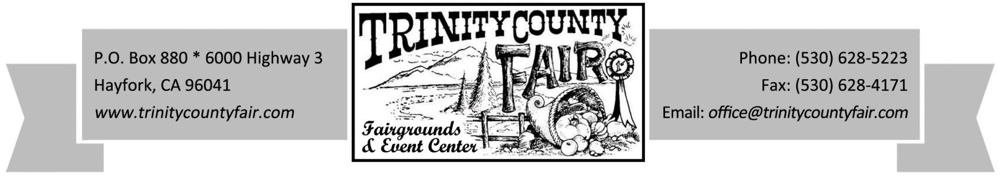 P.O. Box 880 * 6000 Highway 3
Hayfork, CA 96041
www.trinitycountyfair.com
TRINITY COUNTY
FAIR
1st
Fairgrounds
& Event Center
Phone: (530) 628-5223
Fax: (530) 628-4171
Email: office@trinitycountyfair.com